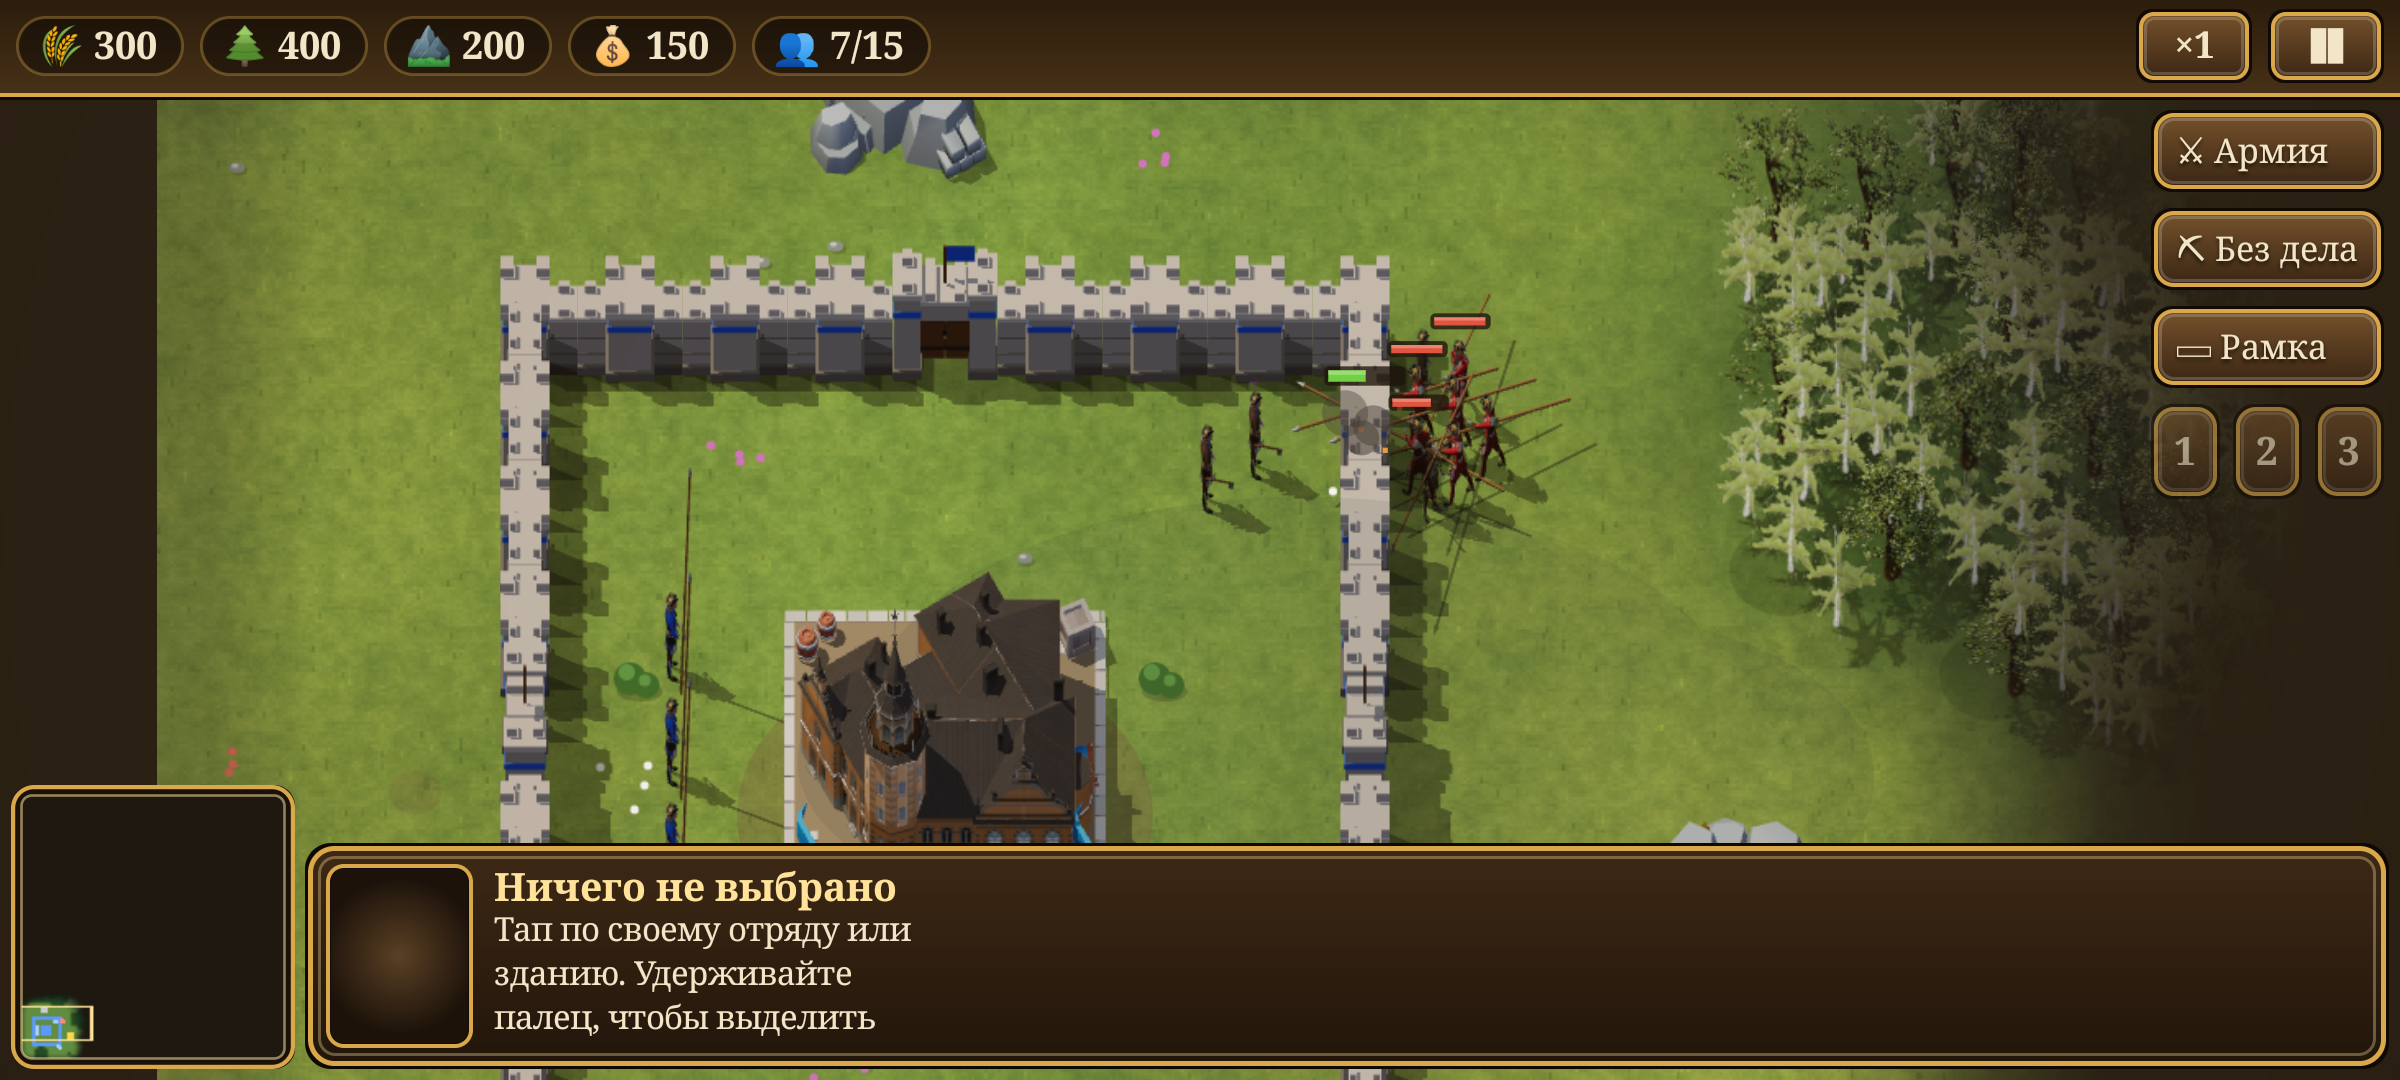 300
400
200
150
7/15
×1
Армия
Без дела
Рамка
1 2 3
Ничего не выбрано
Тап по своему отряду или
зданию. Удерживайте
палец, чтобы выделить